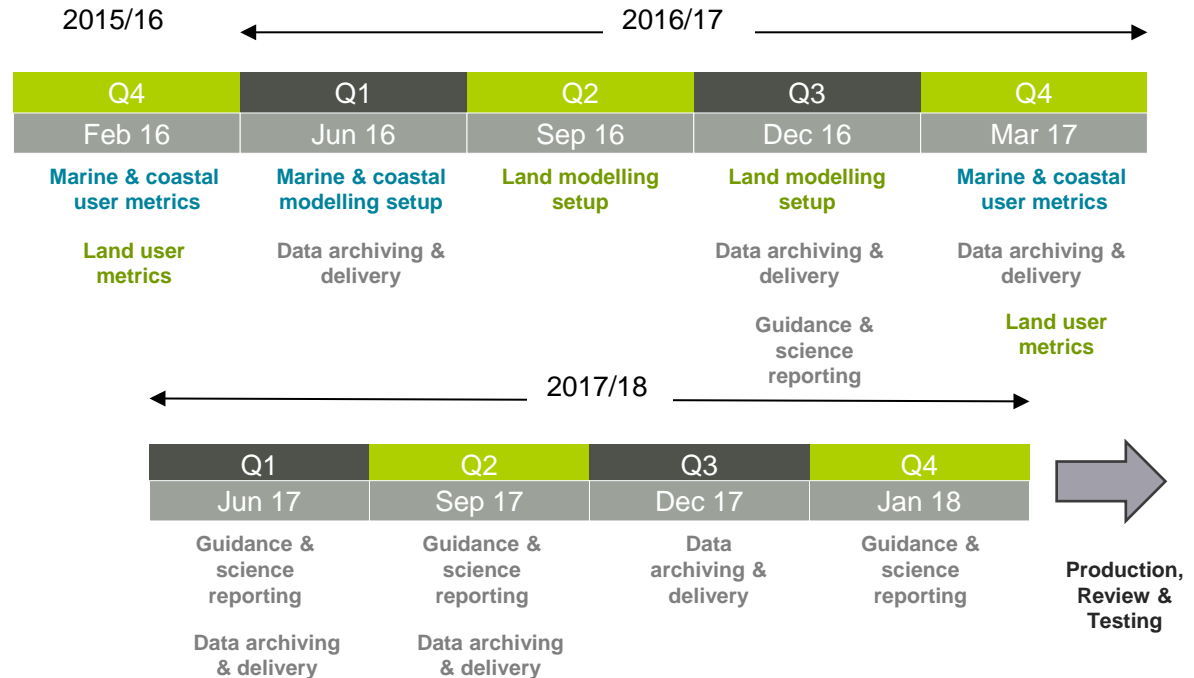 2015/16
2016/17
Q4
Q1
Q2
Q3
Q4
Feb 16
Jun 16
Sep 16
Dec 16
Mar 17
Marine & coastal
user metrics
Land user
metrics
Marine & coastal
modelling setup
Data archiving &
delivery
Land modelling
setup
Land modelling
setup
Data archiving &
delivery
Guidance &
science
reporting
Marine & coastal
user metrics
Data archiving &
delivery
Land user
metrics
2017/18
Q1
Q2
Q3
Q4
Jun 17
Sep 17
Dec 17
Jan 18
Guidance &
science
reporting
Data archiving
& delivery
Guidance &
science
reporting
Data archiving
& delivery
Data
archiving &
delivery
Guidance &
science
reporting
Production,
Review &
Testing